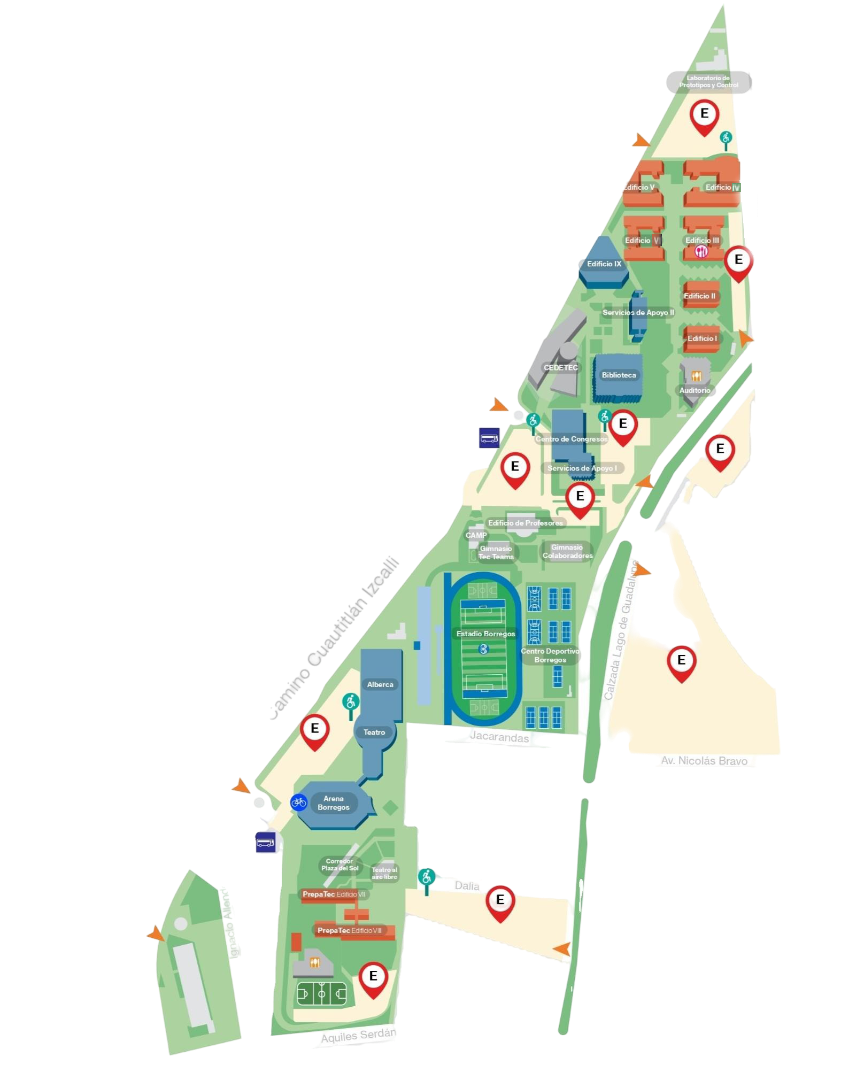 Laboratorio de
Prototipos y Control
E
Edificio V
Edificio IV
Edificio VI
Edificio III
E
Edificio IX
Edificio II
Servicios de Apoyo II
Edificio I
CEDETEC
Biblioteca
Auditorio
E
Centro de Congresos
E
E
Servicios de Apoyo I
E
Edificio de Profesores
CAMP
Gimnasio
Tec Teams
Gimnasio
Colaboradores
Camino Cuautitlán Izcalli
Calzada Lago de Guadalupe
Estadio Borregos
Centro Deportivo
Borregos
E
Alberca
E
Teatro
Jacarandas
Av. Nicolás Bravo
Arena
Borregos
Corredor
Plaza del Sol
Teatro al
aire libre
Dalia
PrepaTec Edificio VII
E
PrepaTec Edificio VIII
E
Aquiles Serdán